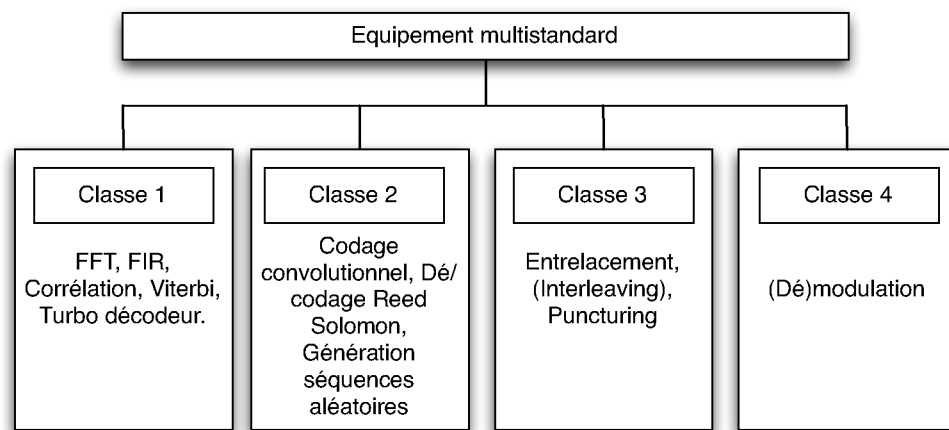 Equipement multistandard
Classe 1
FFT, FIR,
Corrélation, Viterbi,
Turbo décodeur.
Classe 2
Codage
convolutionnel, Dé/
codage Reed
Solomon,
Génération
séquences
aléatoires
Classe 3
Entrelacement,
(Interleaving),
Puncturing
Classe 4
(Dé)modulation